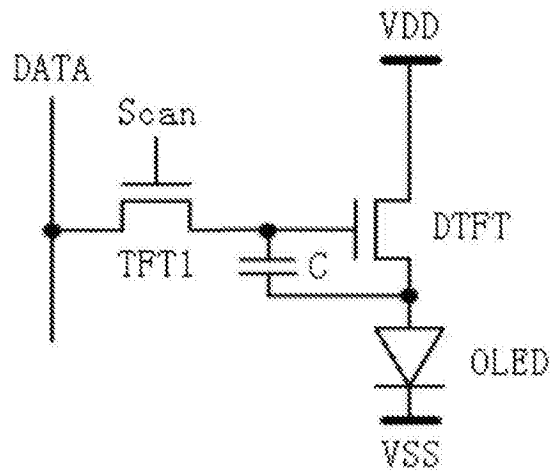 VDD
DATA
Scan
DTFT
TFT1
C
OLED
VSS